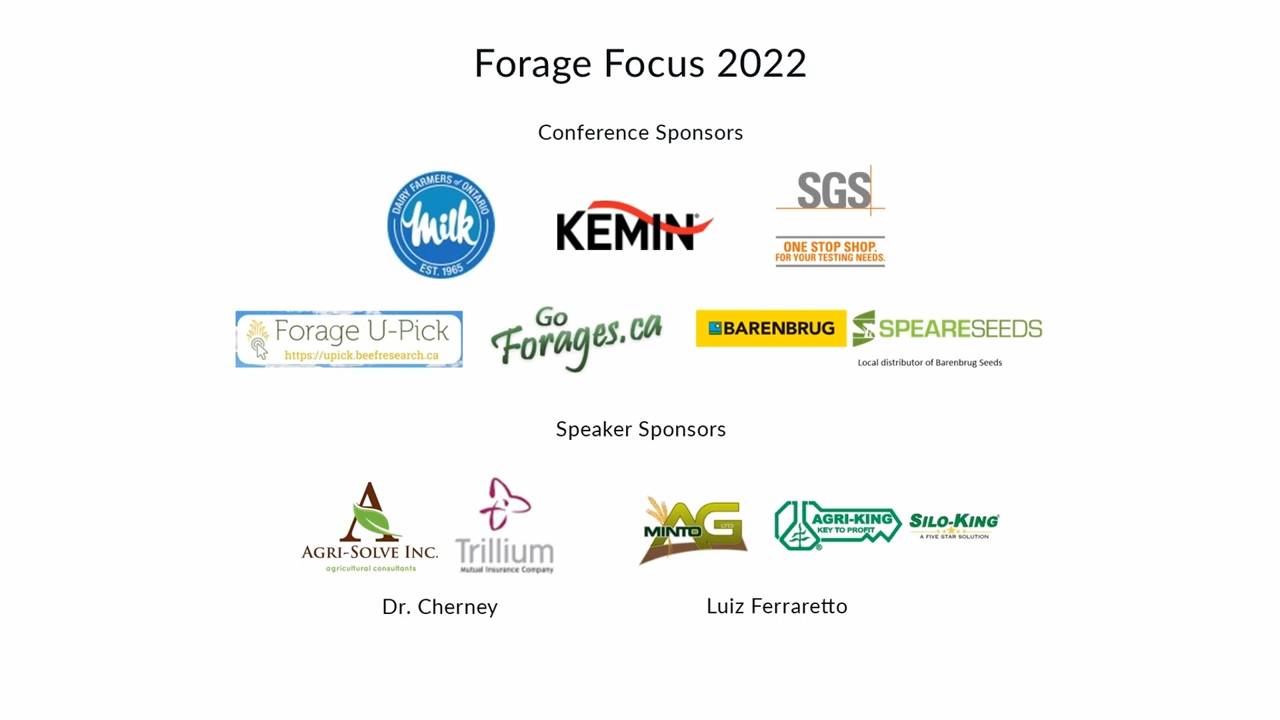 Forage Focus 2022
Conference Sponsors
DAIRY FARMERS of ONTARIO
Milk
EST. 1965
KEMIN®
SGS
ONE STOP SHOP.
FOR YOUR TESTING NEEDS.
Forage U-Pick
https://upick.beefresearch.ca
Go
Forages.ca
BARENBRUG
SPEARESEEDS
Local distributor of Barenbrug Seeds
Speaker Sponsors
A
AGRI-SOLVE INC.
agricultural consultants
Trillium
Mutual Insurance Company
MINTO AG LTD
AGRI-KING
KEY TO PROFIT
®
SILO-KING®
A FIVE STAR SOLUTION
Dr. Cherney
Luiz Ferraretto